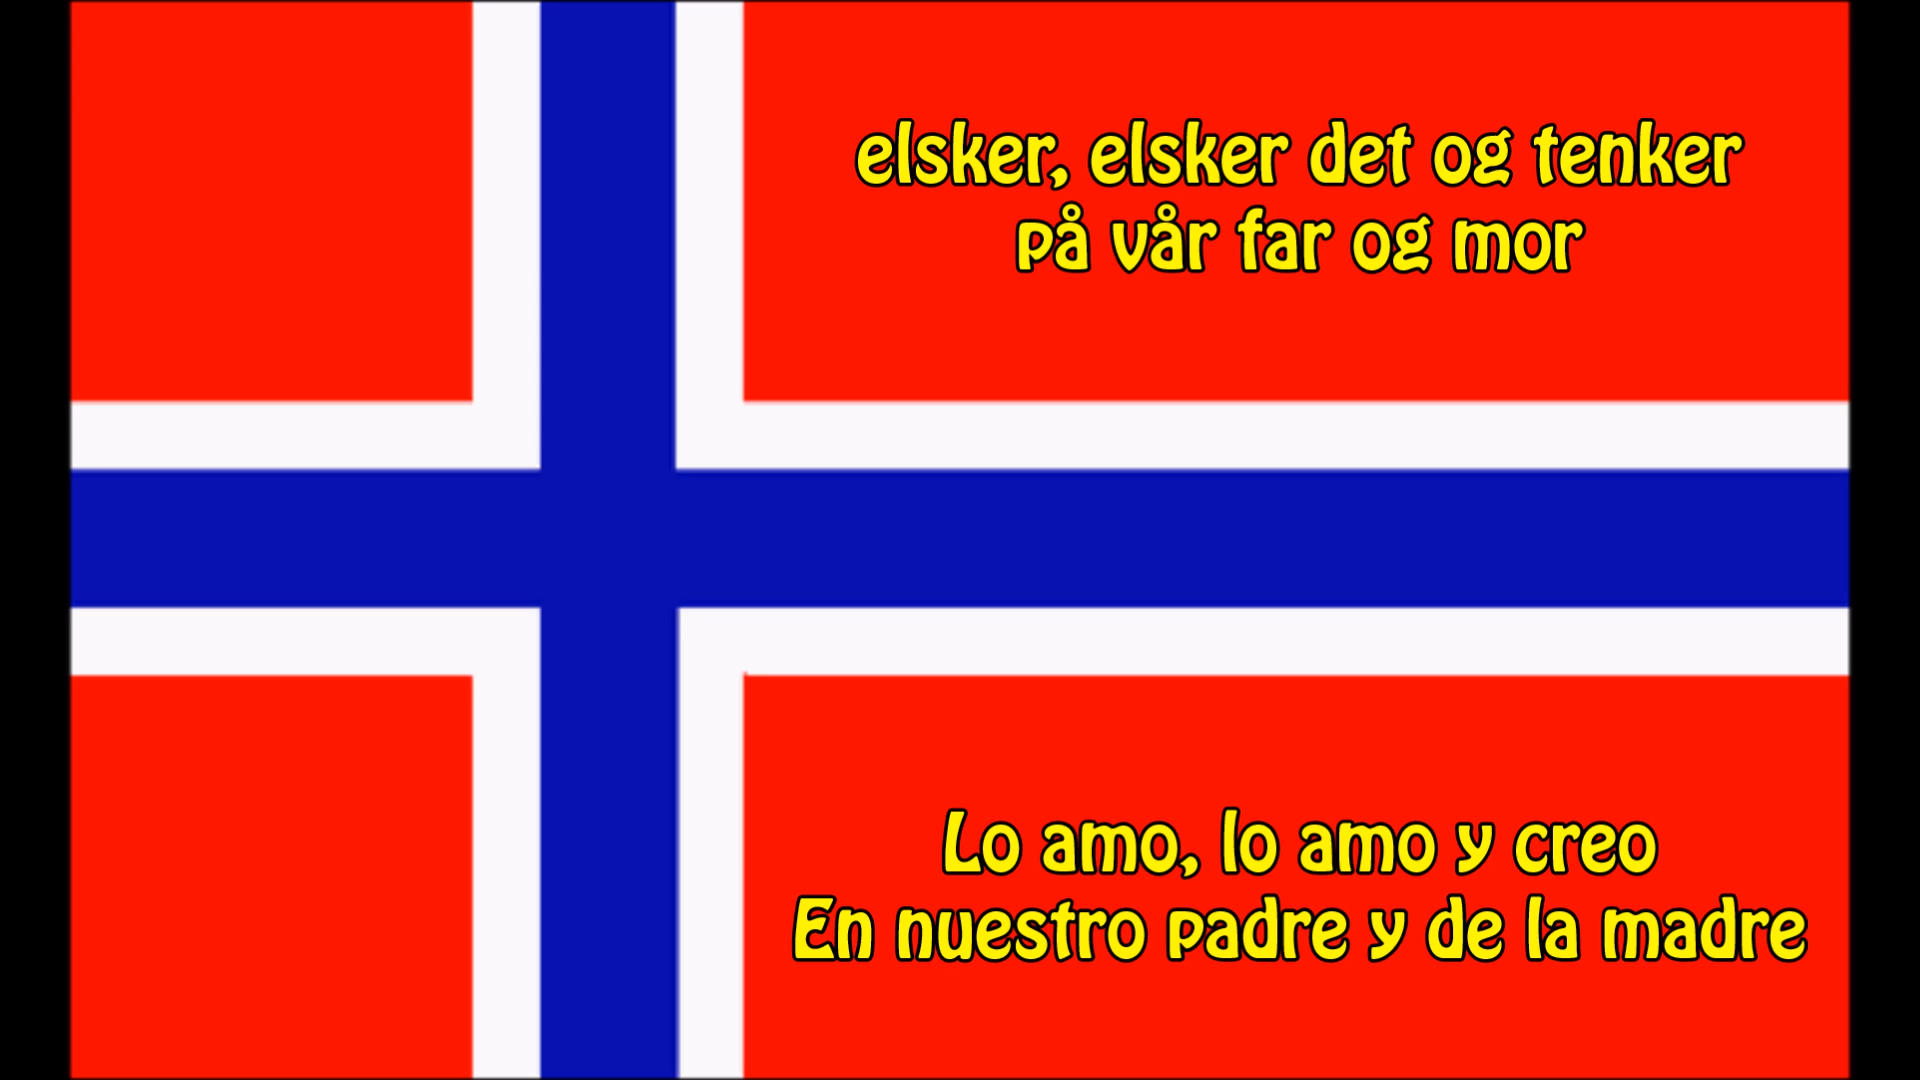 elsker, elsker det og tenker
på vår far og mor
Lo amo, lo amo y creo
En nuestro padre y de la madre